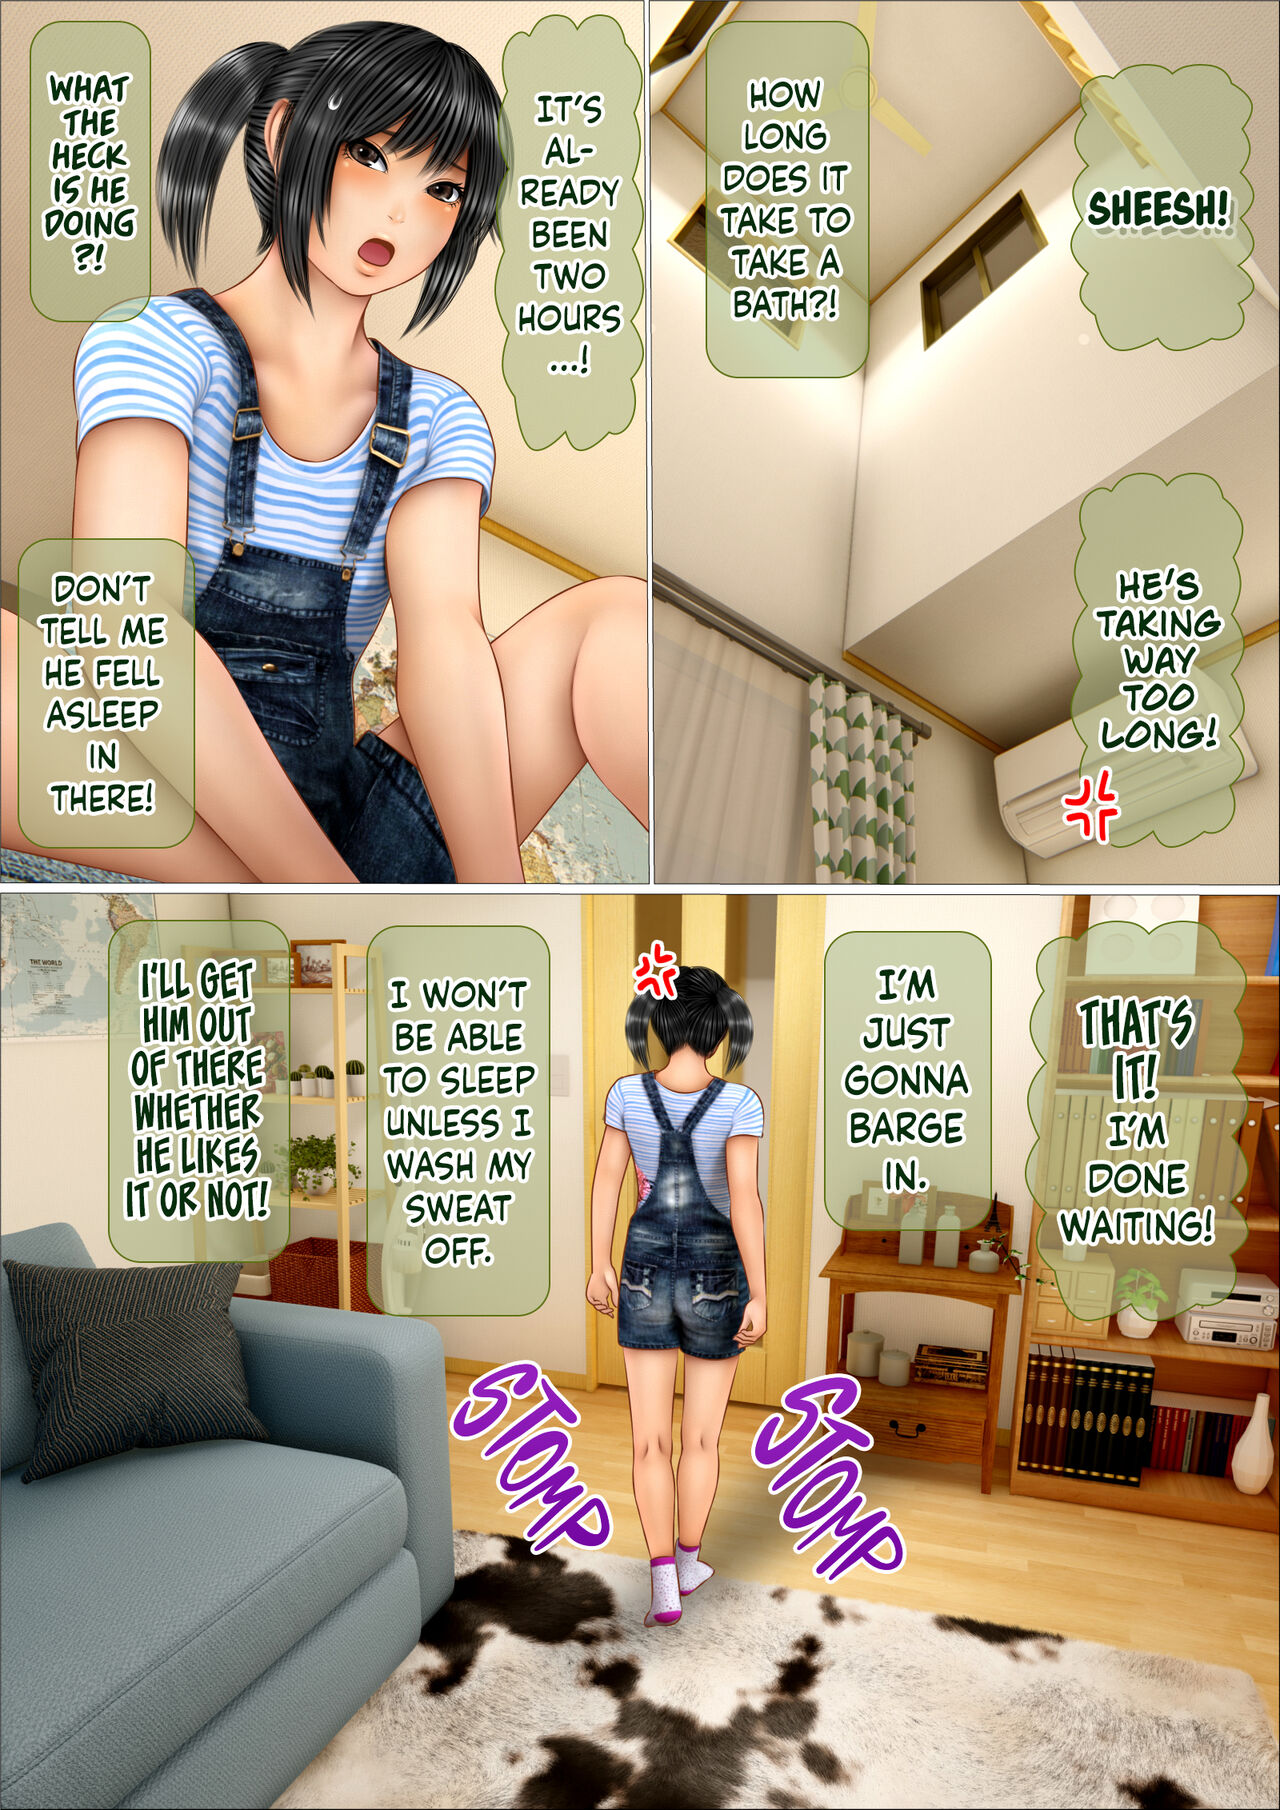 SHEESH!
HOW
LONG
DOES IT
TAKE TO
TAKE A
BATH?!
HE'S
TAKING
WAY
TOO
LONG!
IT'S
AL-
READY
BEEN
TWO
HOURS
...!
WHAT
THE
HECK
IS HE
DOING
?!
DON'T
TELL ME
HE FELL
ASLEEP
IN
THERE!
THAT'S
IT!
I'M
DONE
WAITING!
I'M
JUST
GONNA
BARGE
IN.
I WON'T
BE ABLE
TO SLEEP
UNLESS I
WASH MY
SWEAT
OFF.
I'LL GET
HIM OUT
OF THERE
WHETHER
HE LIKES
IT OR NOT!
THE WORLD
STOMP
STOMP